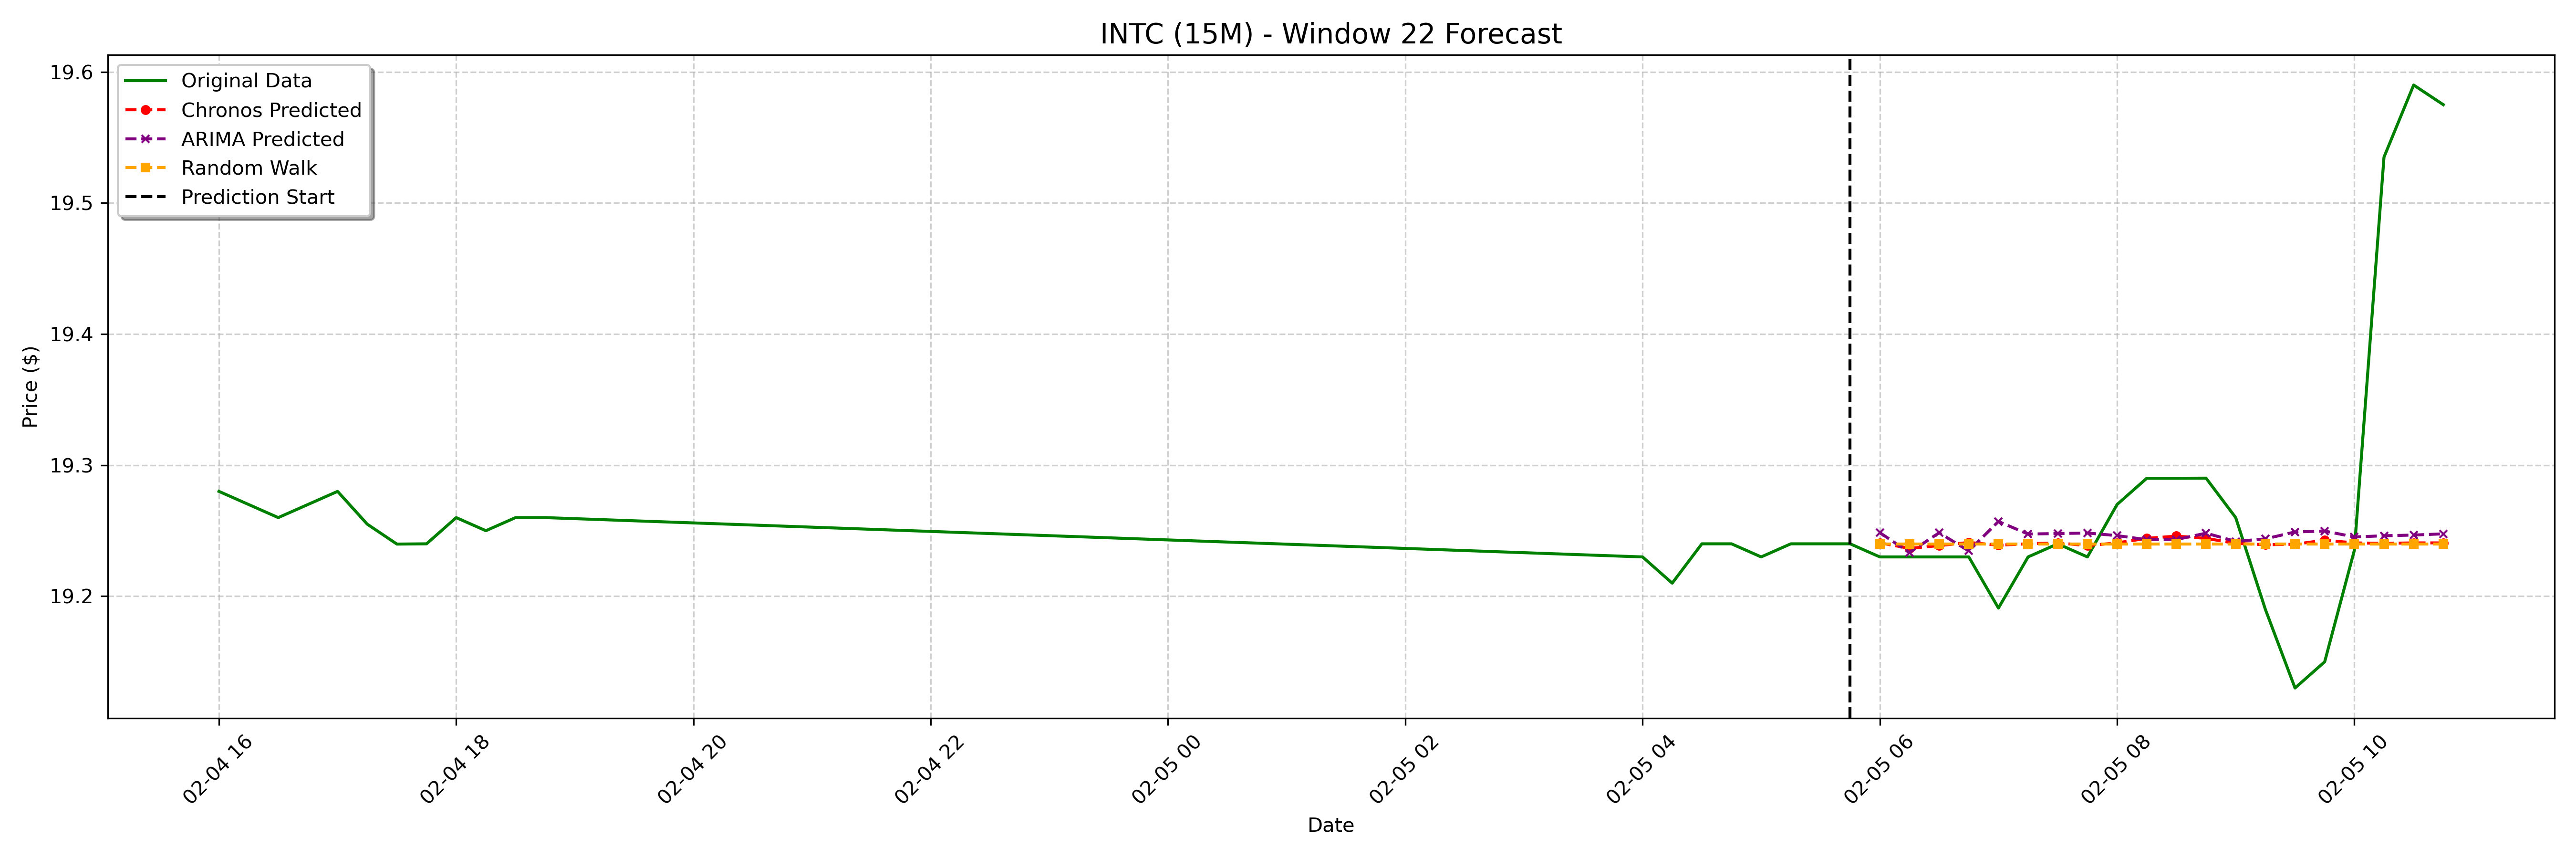 INTC (15M) - Window 22 Forecast
Original Data
Chronos Predicted
ARIMA Predicted
Random Walk
Prediction Start
Price ($)
19.6
19.5
19.4
19.3
19.2
02-04 16
02-04 18
02-04 20
02-04 22
02-05 00
02-05 02
02-05 04
02-05 06
02-05 08
02-05 10
Date